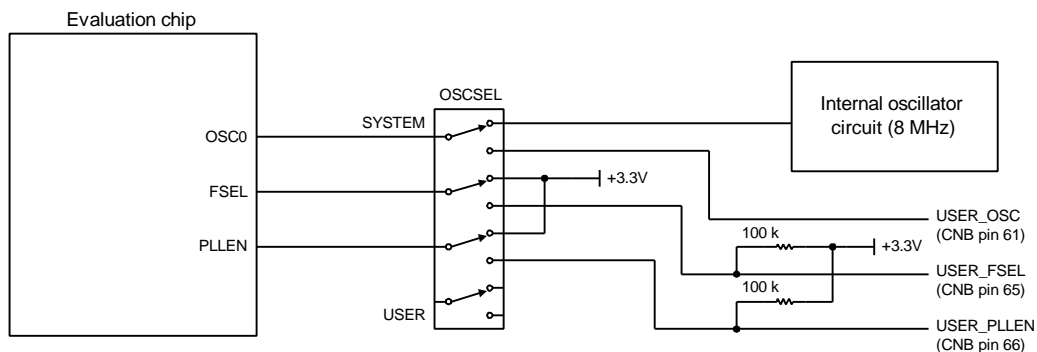 Evaluation chip
OSCSEL
SYSTEM
OSC0
Internal oscillator
circuit (8 MHz)
FSEL
+3.3V
PLLEN
USER_OSC
(CNB pin 61)
100 k
+3.3V
USER_FSEL
(CNB pin 65)
100 k
USER
USER_PLLEN
(CNB pin 66)